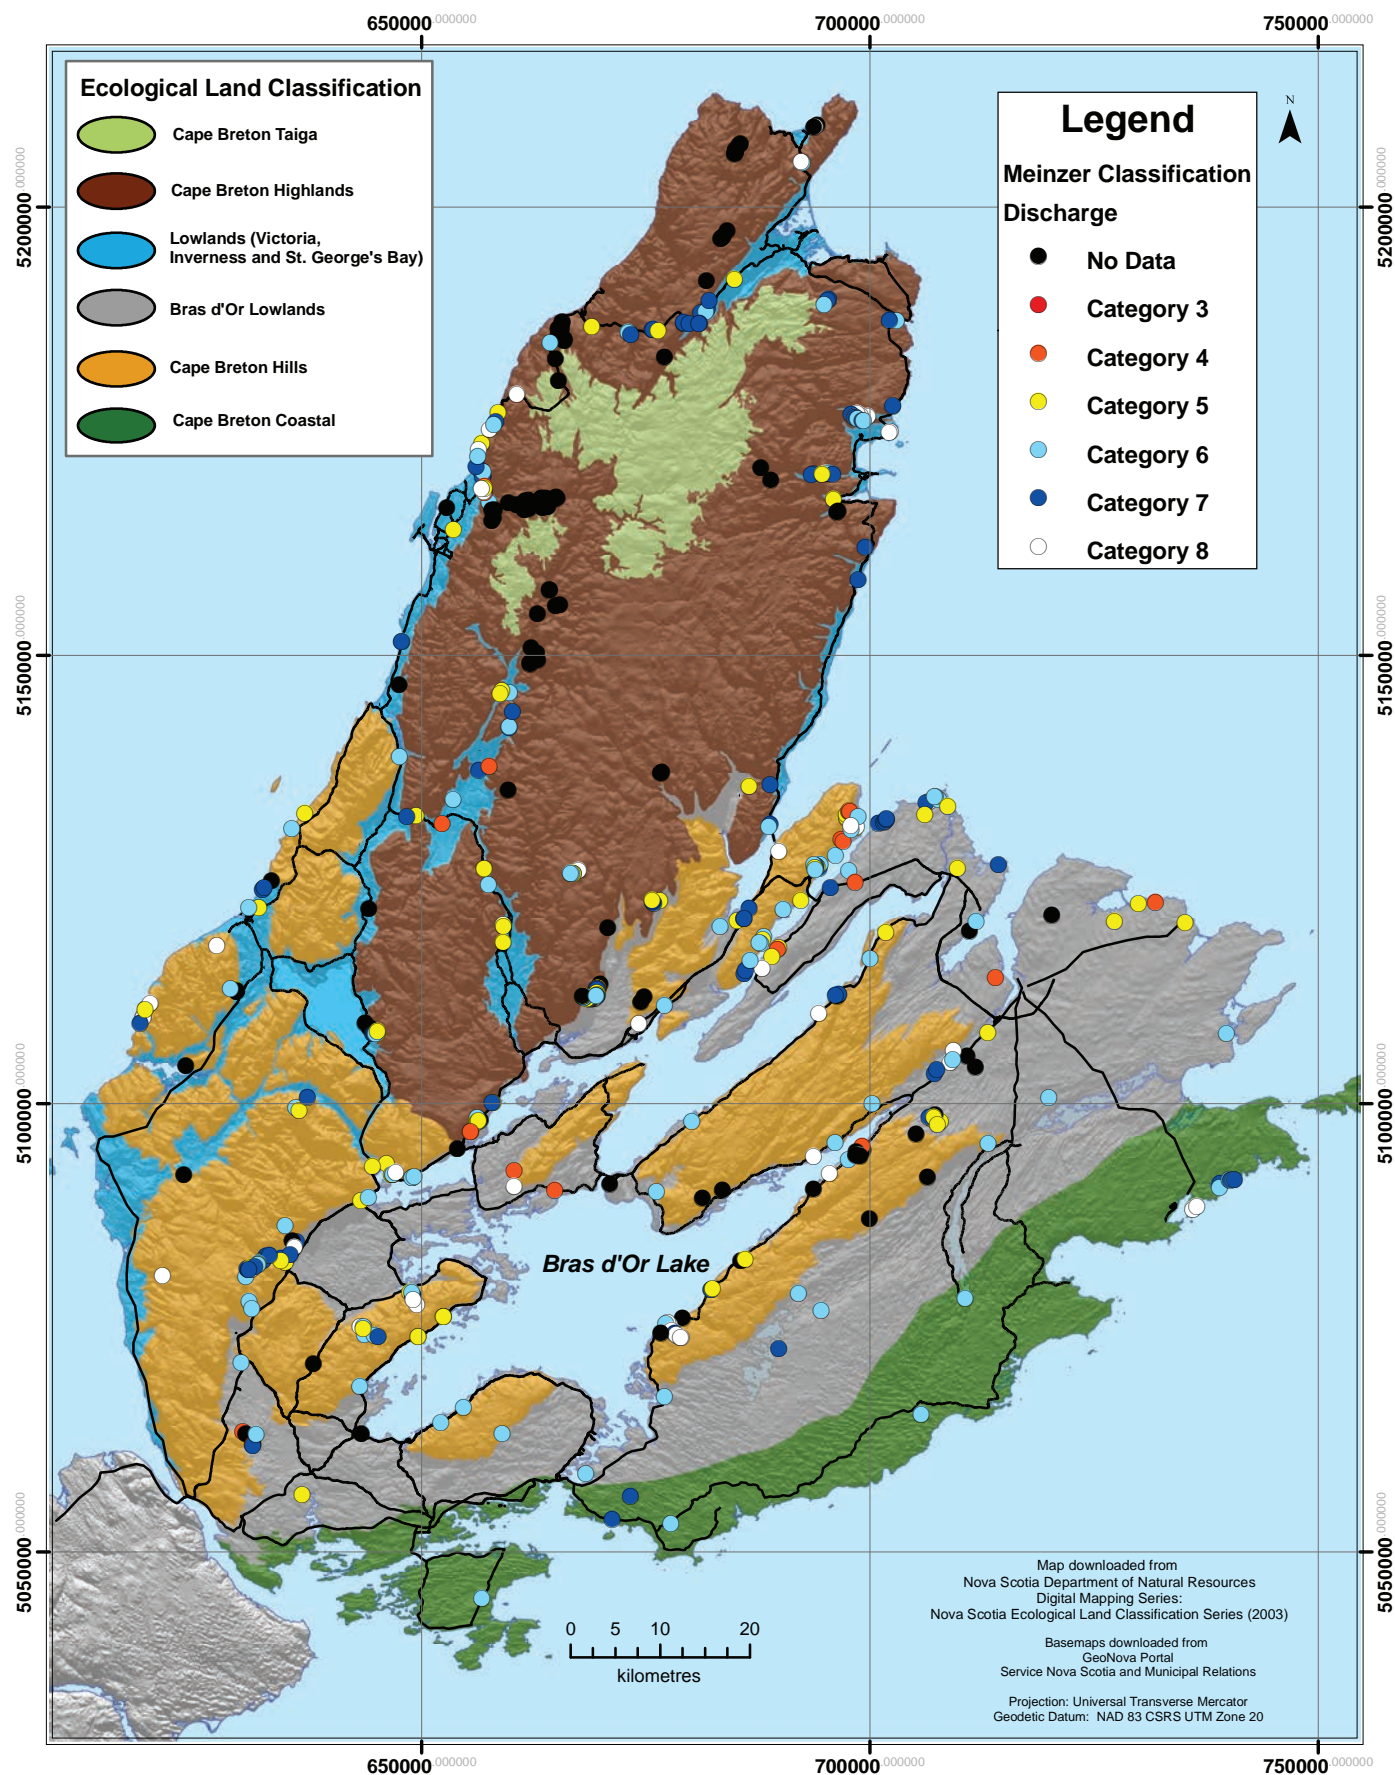 650000.000000 700000.000000 750000.000000
Ecological Land Classification
Cape Breton Taiga
Cape Breton Highlands
Lowlands (Victoria,
Inverness and St. George's Bay)
Bras d'Or Lowlands
Cape Breton Hills
Cape Breton Coastal
Legend
Meinzer Classification
Discharge
No Data
Category 3
Category 4
Category 5
Category 6
Category 7
Category 8
N
5200000.000000
5150000.000000
5100000.000000
5050000.000000
5200000.000000
5150000.000000
5100000.000000
5050000.000000
Bras d'Or Lake
0 5 10 20
kilometres
Map downloaded from
Nova Scotia Department of Natural Resources
Digital Mapping Series:
Nova Scotia Ecological Land Classification Series (2003)
Basemaps downloaded from
GeoNova Portal
Service Nova Scotia and Municipal Relations
Projection: Universal Transverse Mercator
Geodetic Datum: NAD 83 CSRS UTM Zone 20
650000.000000 700000.000000 750000.000000